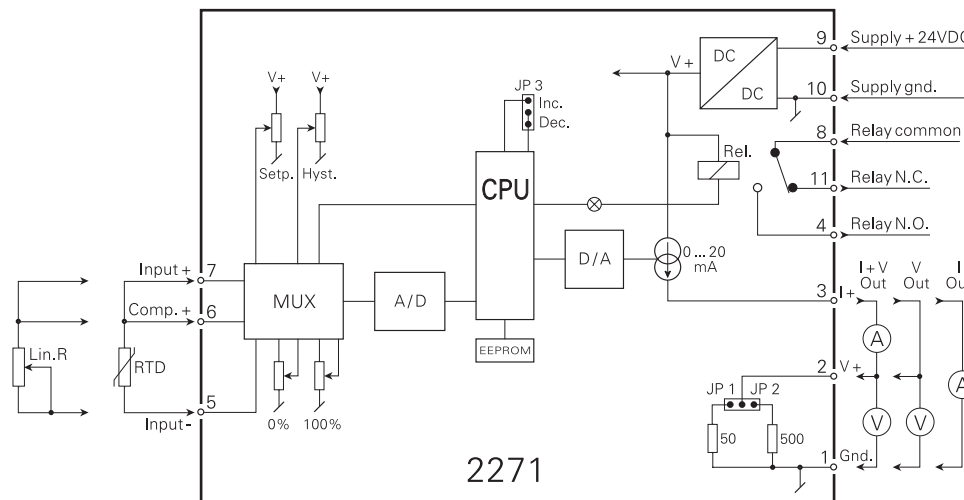 9 Supply + 24VDC
V + DC
DC
10 Supply gnd.
V+ V+
JP 3
Inc.
Dec.
8 Relay common
Rel.
Setp. Hyst.
CPU
11 Relay N.C.
4 Relay N.O.
D/A
0 ... 20
mA
I + V
Out
V
Out
I
Ou
Input + 7
MUX
A/D
3 I+
Comp. + 6
A
EEPROM
Lin.R
RTD
2 V+
A
JP 1 JP 2
5
Input -
0% 100%
50 500
V V
1 Gnd.
2271